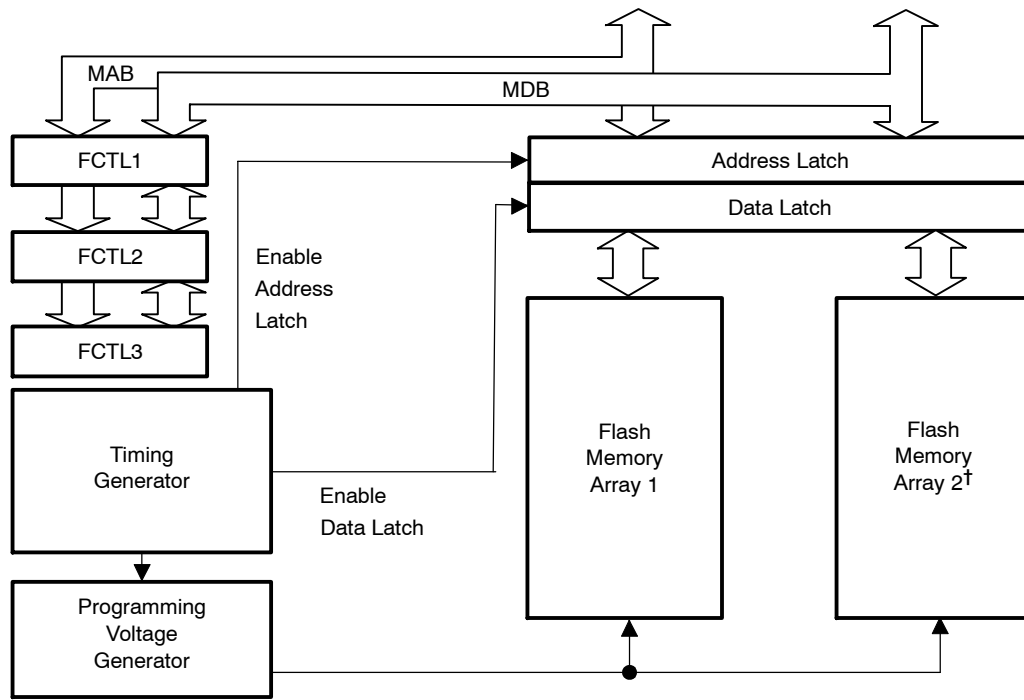 MAB
MDB
FCTL1
Address Latch
Data Latch
FCTL2
Enable
Address
Latch
FCTL3
Timing
Generator
Enable
Data Latch
Flash
Memory
Array 1
Flash
Memory
Array 2†
Programming
Voltage
Generator